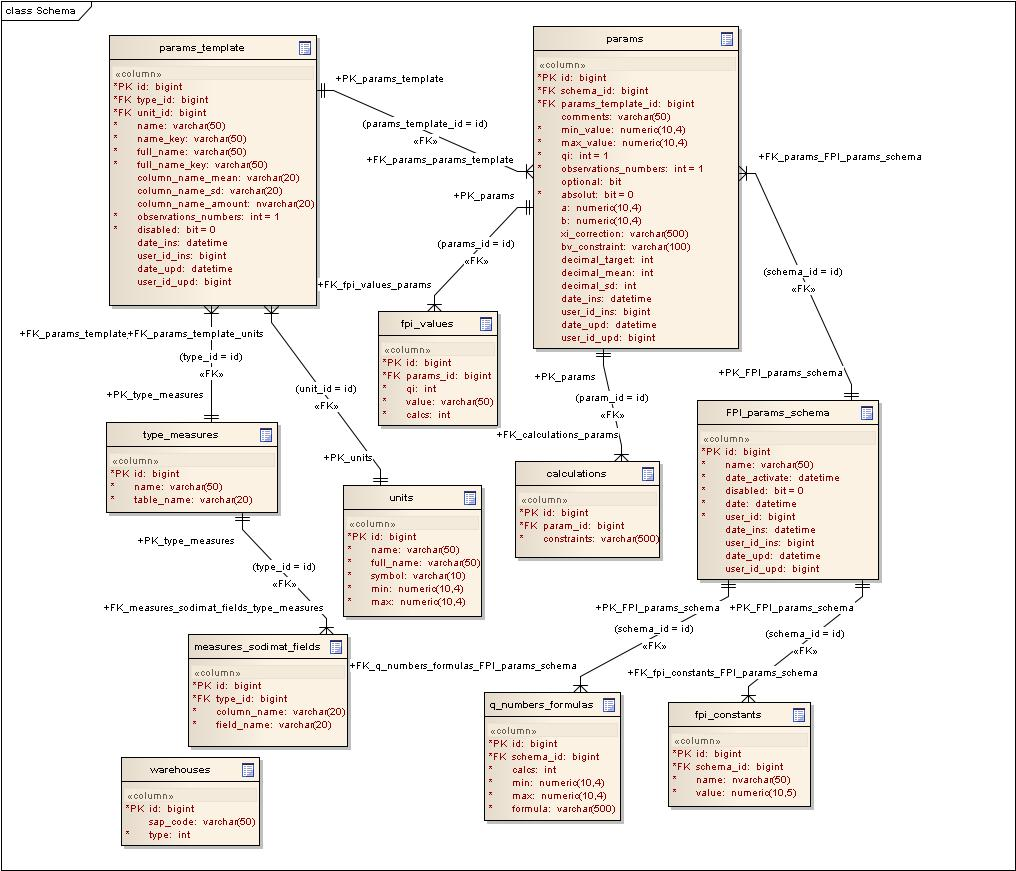 class Schema
params_template
«column»
*PK id: bigint
*FK type_id: bigint
*FK unit_id: bigint
* name: varchar(50)
* name_key: varchar(50)
* full_name: varchar(50)
* full_name_key: varchar(50)
column_name_mean: varchar(20)
column_name_sd: varchar(20)
column_name_amount: nvarchar(20)
* observations_numbers: int = 1
* disabled: bit = 0
date_ins: datetime
user_id_ins: bigint
date_upd: datetime
user_id_upd: bigint
params
«column»
*PK id: bigint
*FK schema_id: bigint
*FK params_template_id: bigint
comments: varchar(50)
* min_value: numeric(10,4)
* max_value: numeric(10,4)
* qi: int = 1
* observations_numbers: int = 1
optional: bit
* absolut: bit = 0
a: numeric(10,4)
b: numeric(10,4)
xi_correction: varchar(500)
bv_constraint: varchar(100)
decimal_target: int
decimal_mean: int
decimal_sd: int
date_ins: datetime
user_id_ins: bigint
date_upd: datetime
user_id_upd: bigint
+PK_params_template
(params_template_id = id)
«FK»
+FK_params_params_template
+FK_params_FPI_params_schema
(schema_id = id)
«FK»
+PK_FPI_params_schema
+PK_params
(params_id = id)
«FK»
+FK_fpi_values_params
fpi_values
«column»
*PK id: bigint
*FK params_id: bigint
* qi: int
* value: varchar(50)
* calcs: int
+FK_params_template+FK_params_template_units
(type_id = id)
«FK»
+PK_type_measures
(unit_id = id)
«FK»
+PK_units
+PK_params
(param_id = id)
«FK»
+FK_calculations_params
type_measures
«column»
*PK id: bigint
* name: varchar(50)
* table_name: varchar(20)
units
«column»
*PK id: bigint
* name: varchar(50)
* full_name: varchar(50)
* symbol: varchar(10)
* min: numeric(10,4)
* max: numeric(10,4)
calculations
«column»
*PK id: bigint
*FK param_id: bigint
* constraints: varchar(500)
FPI_params_schema
«column»
*PK id: bigint
* name: varchar(50)
* date_activate: datetime
* disabled: bit = 0
* date: datetime
* user_id: bigint
date_ins: datetime
user_id_ins: bigint
date_upd: datetime
user_id_upd: bigint
+PK_type_measures
(type_id = id)
«FK»
+FK_measures_sodimat_fields_type_measures
measures_sodimat_fields
«column»
*PK id: bigint
*FK type_id: bigint
* column_name: varchar(20)
* field_name: varchar(20)
+PK_FPI_params_schema
(schema_id = id)
«FK»
+FK_q_numbers_formulas_FPI_params_schema
+PK_FPI_params_schema
(schema_id = id)
«FK»
+FK_fpi_constants_FPI_params_schema
q_numbers_formulas
«column»
*PK id: bigint
*FK schema_id: bigint
* calcs: int
* min: numeric(10,4)
* max: numeric(10,4)
* formula: varchar(500)
fpi_constants
«column»
*PK id: bigint
*FK schema_id: bigint
* name: nvarchar(50)
* value: numeric(10,5)
warehouses
«column»
*PK id: bigint
sap_code: varchar(50)
* type: int